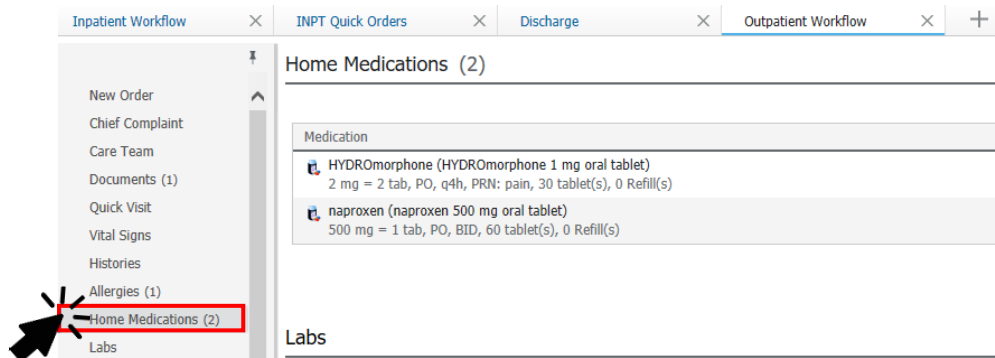 Inpatient Workflow
INPT Quick Orders
Discharge
Outpatient Workflow
New Order
Chief Complaint
Care Team
Documents (1)
Quick Visit
Vital Signs
Histories
Allergies (1)
Home Medications (2)
Labs
Home Medications (2)
Medication
HYDROmorphone (HYDROmorphone 1 mg oral tablet)
2 mg = 2 tab, PO, q4h, PRN: pain, 30 tablet(s), 0 Refill(s)
naproxen (naproxen 500 mg oral tablet)
500 mg = 1 tab, PO, BID, 60 tablet(s), 0 Refill(s)
Labs